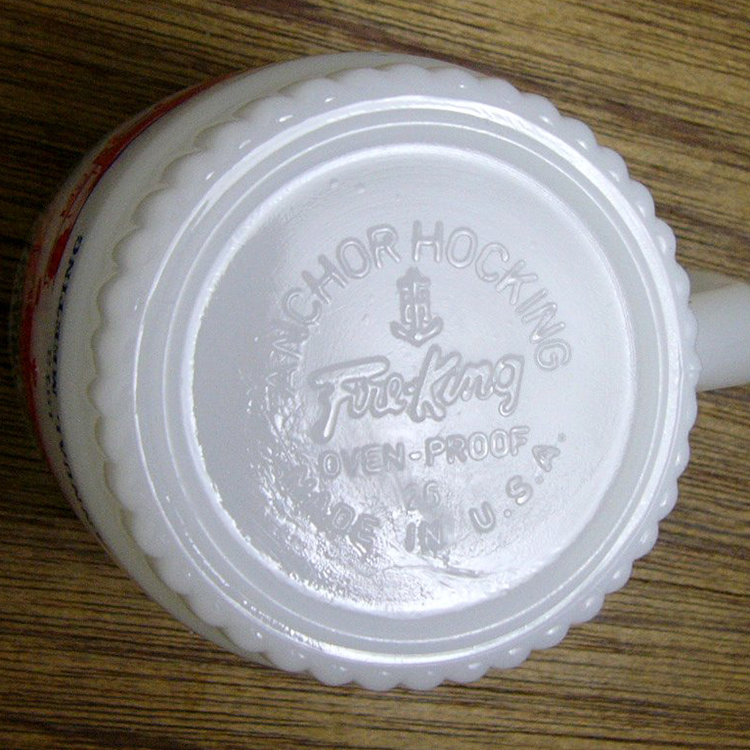 ANCHOR HOCKING
Fire-King
OVEN-PROOF
26
MADE IN U.S.A.